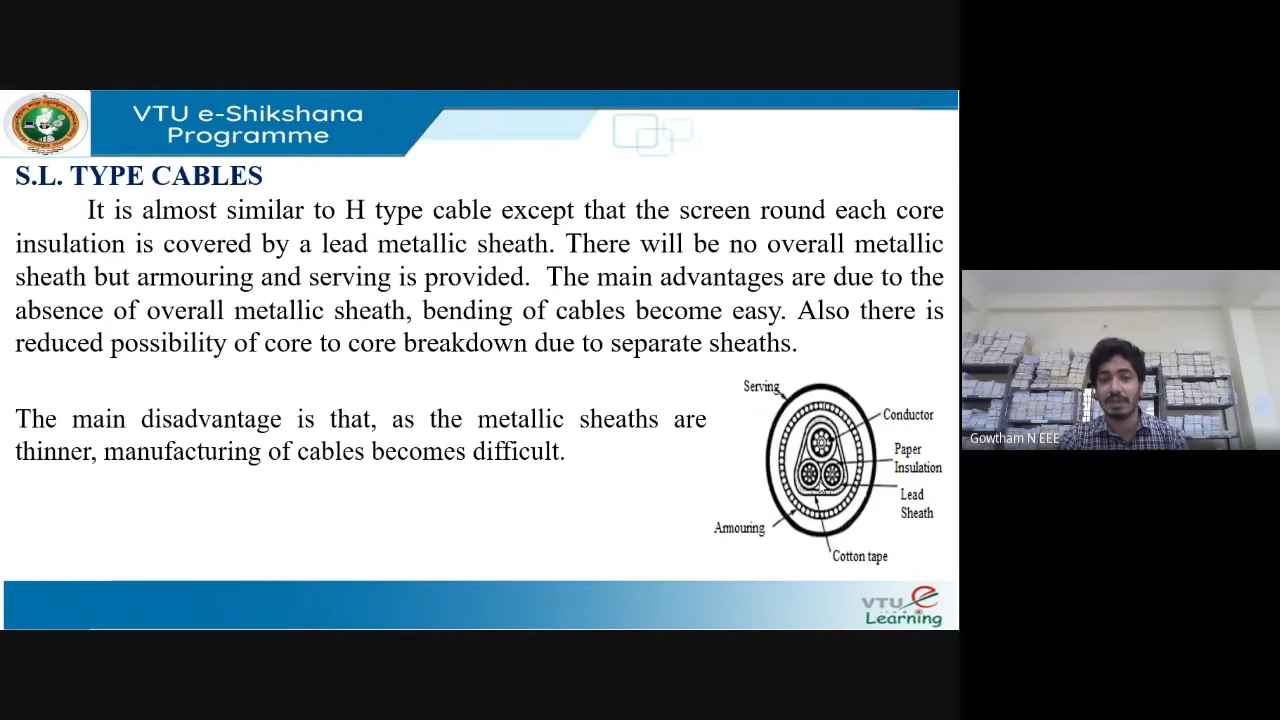 VTU e-Shikshana
Programme
S.L. TYPE CABLES
It is almost similar to H type cable except that the screen round each core
insulation is covered by a lead metallic sheath. There will be no overall metallic
sheath but armouring and serving is provided. The main advantages are due to the
absence of overall metallic sheath, bending of cables become easy. Also there is
reduced possibility of core to core breakdown due to separate sheaths.
The main disadvantage is that, as the metallic sheaths are
thinner, manufacturing of cables becomes difficult.
Serving
Conductor
Paper
Insulation
Lead
Sheath
Armouring
Cotton tape
VTU e
Learning
Gowtham N EEE